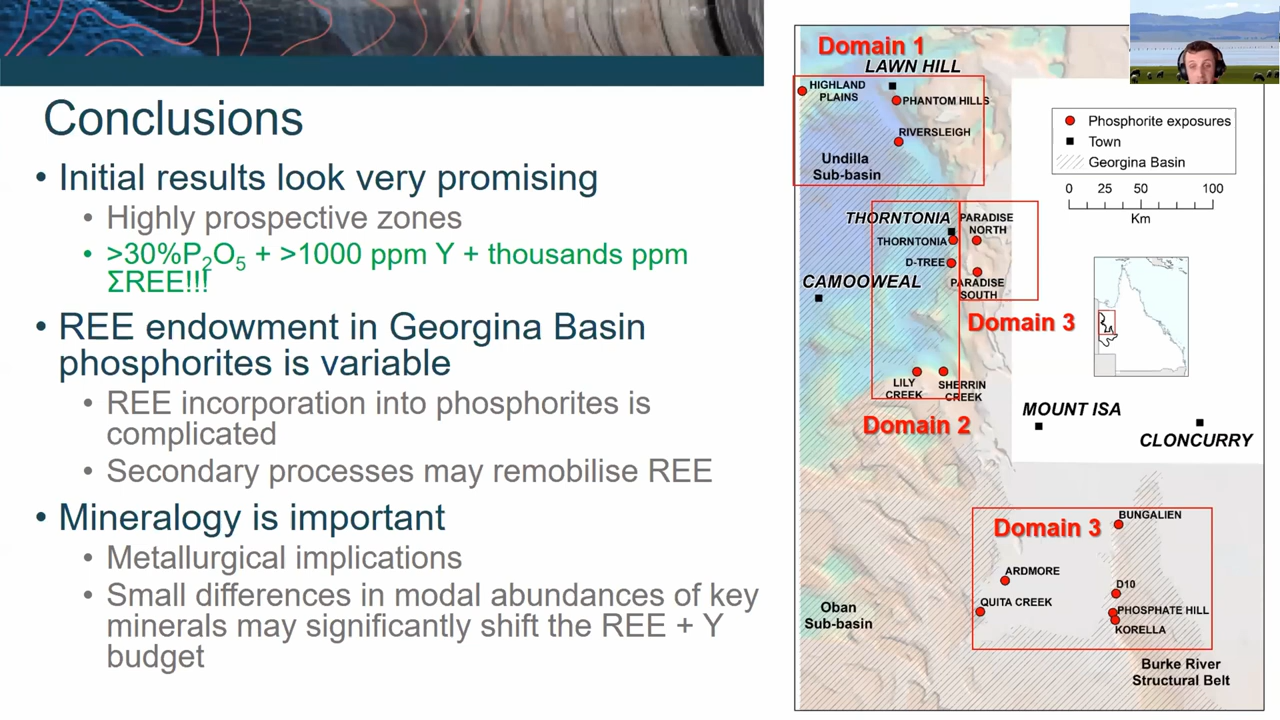 Conclusions
• Initial results look very promising
• Highly prospective zones
• >30%P₂O₅ + >1000 ppm Y + thousands ppm
ΣREE!!!
• REE endowment in Georgina Basin
phosphorites is variable
• REE incorporation into phosphorites is
complicated
• Secondary processes may remobilise REE
• Mineralogy is important
• Metallurgical implications
• Small differences in modal abundances of key
minerals may significantly shift the REE + Y
budget
Domain 1
LAWN HILL
HIGHLAND
PLAINS
PHANTOM HILLS
RIVERSLEIGH
Undilla
Sub-basin
Phosphorite exposures
Town
Georgina Basin
0 25 50 100
Km
THORNTONIA
PARADISE
NORTH
THORNTONIA
D-TREE
PARADISE
SOUTH
CAMOOWEAL
Domain 3
LILY
CREEK
SHERRIN
CREEK
Domain 2
MOUNT ISA
CLONCURRY
Domain 3
BUNGALIEN
ARDMORE
D10
QUITA CREEK
PHOSPHATE HILL
KORELLA
Oban
Sub-basin
Burke River
Structural Belt